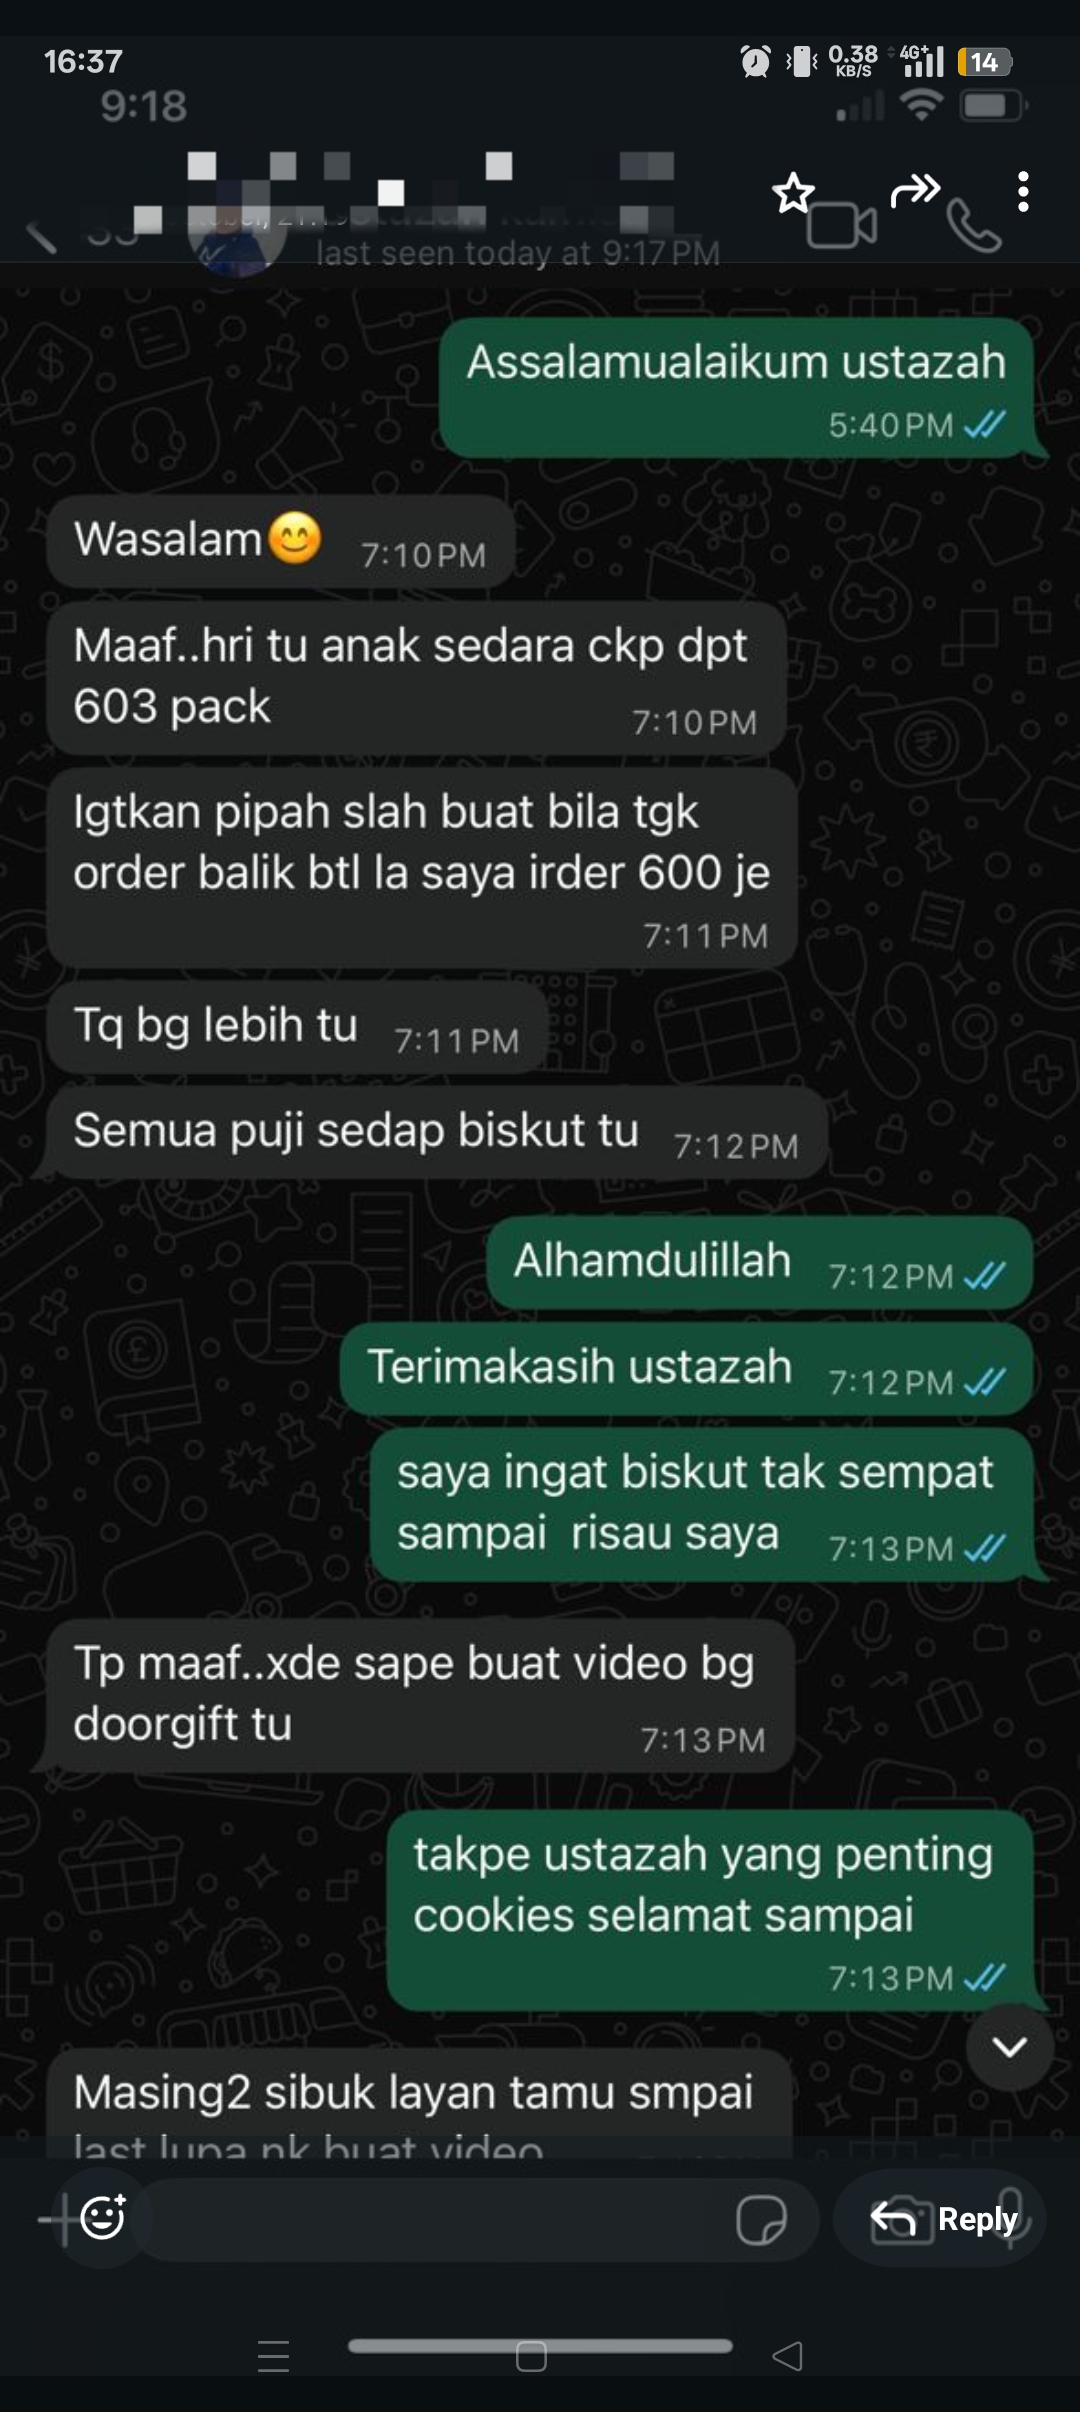 16:37
0.38
KB/S
4G+
14
9:18
last seen today at 9:17 PM
Assalamualaikum ustazah
5:40 PM
Wasalam😊 7:10 PM
Maaf..hri tu anak sedara ckp dpt
603 pack
7:10 PM
Igtkan pipah slah buat bila tgk
order balik btl la saya irder 600 je
7:11 PM
Tq bg lebih tu 7:11 PM
Semua puji sedap biskut tu 7:12 PM
Alhamdulillah 7:12 PM
Terimakasih ustazah 7:12 PM
saya ingat biskut tak sempat
sampai risau saya 7:13 PM
Tp maaf..xde sape buat video bg
doorgift tu
7:13 PM
takpe ustazah yang penting
cookies selamat sampai
7:13 PM
Masing2 sibuk layan tamu smpai
last lupa nk buat video
Reply